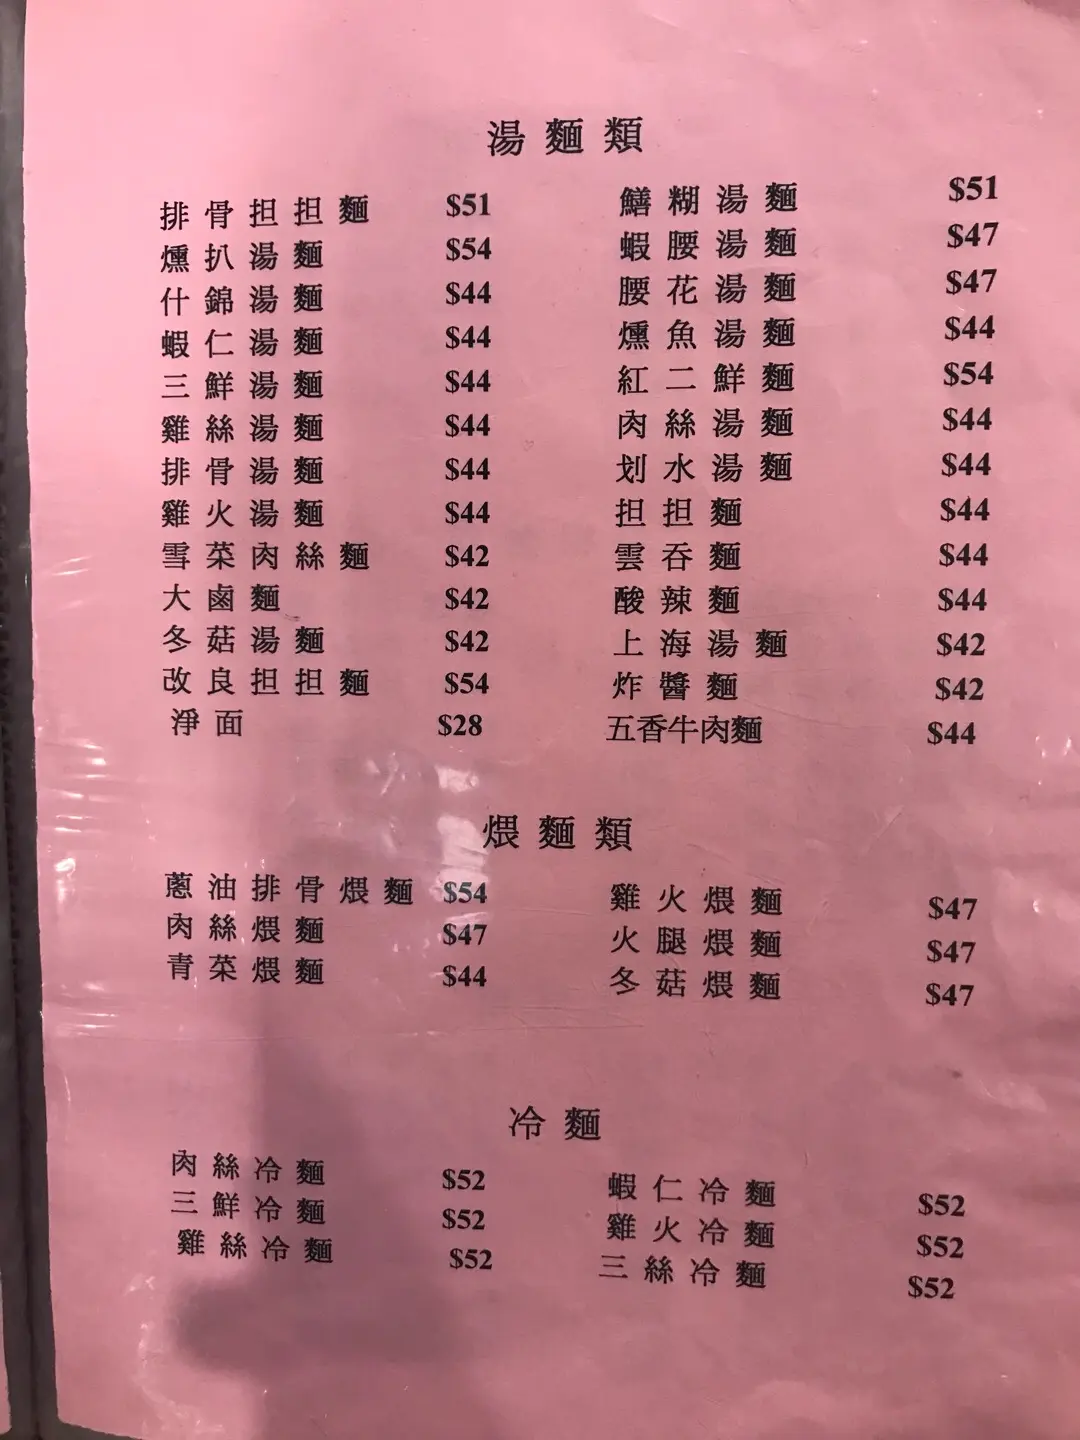 湯麵類
排骨担担麵 $51
燻扒湯麵 $54
什錦湯麵 $44
蝦仁湯麵 $44
三鮮湯麵 $44
雞絲湯麵 $44
排骨湯麵 $44
雞火湯麵 $44
雪菜肉絲麵 $42
大鹵麵 $42
冬菇湯麵 $42
改良担担麵 $54
淨面 $28
鱔糊湯麵 $51
蝦腰湯麵 $47
腰花湯麵 $47
燻魚湯麵 $44
紅二鮮麵 $54
肉絲湯麵 $44
划水湯麵 $44
担担麵 $44
雲吞麵 $44
酸辣麵 $44
上海湯麵 $42
炸醬麵 $42
五香牛肉麵 $44
煨麵類
蔥油排骨煨麵 $54
肉絲煨麵 $47
青菜煨麵 $44
雞火煨麵 $47
火腿煨麵 $47
冬菇煨麵 $47
冷麵
肉絲冷麵 $52
三鮮冷麵 $52
雞絲冷麵 $52
蝦仁冷麵 $52
雞火冷麵 $52
三絲冷麵 $52